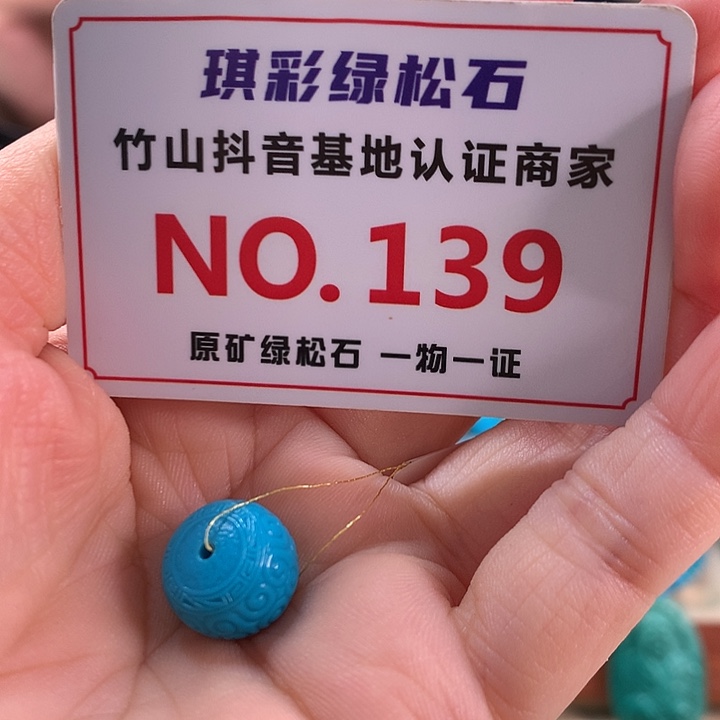 琪彩绿松石
竹山抖音基地认证商家
NO.139
原矿绿松石 一物一证